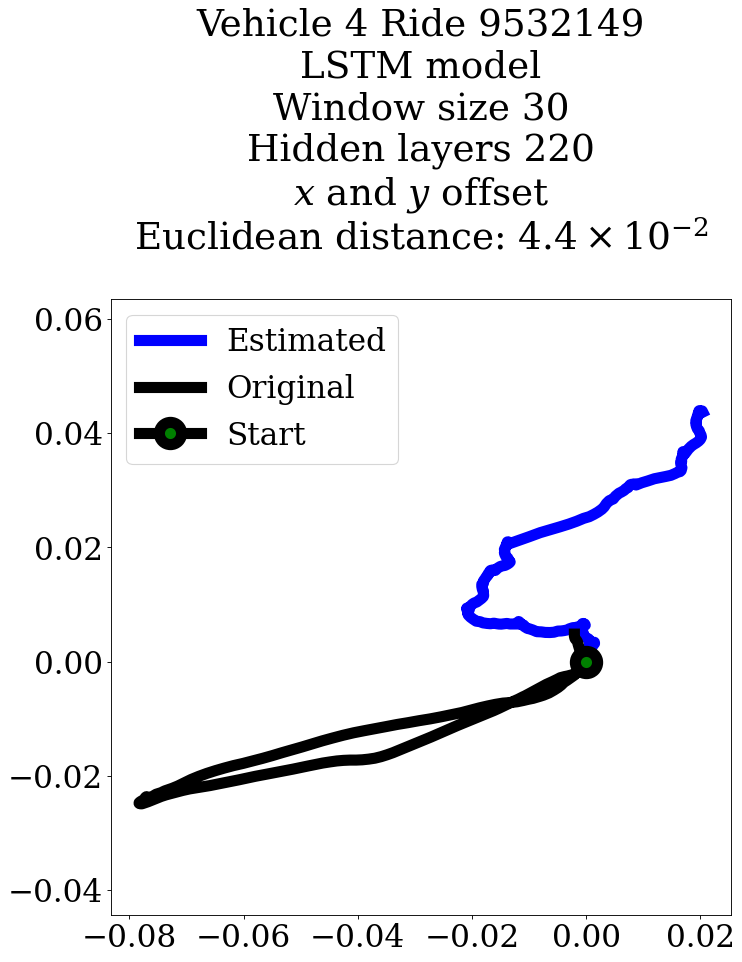 Vehicle 4 Ride 9532149
LSTM model
Window size 30
Hidden layers 220
x and y offset
Euclidean distance: 4.4 × 10⁻²
Estimated
Original
Start
0.06
0.04
0.02
0.00
−0.02
−0.04
−0.08 −0.06 −0.04 −0.02 0.00 0.02